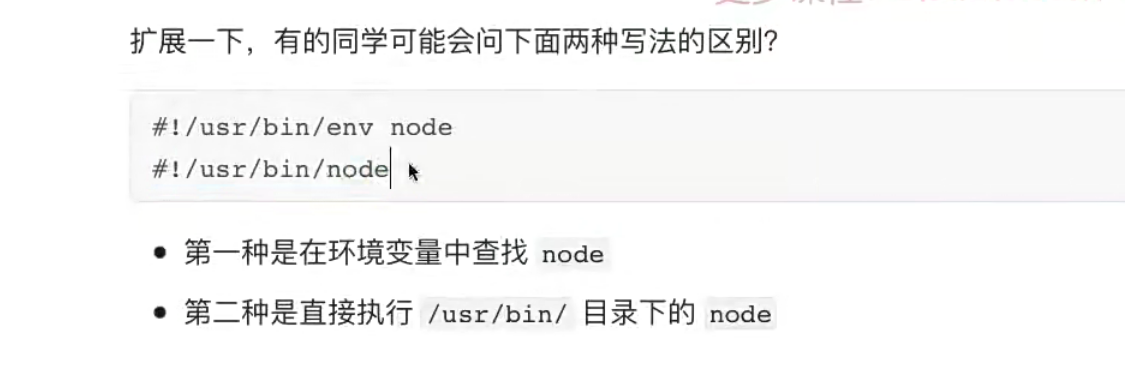 扩展一下，有的同学可能会问下面两种写法的区别？
#!/usr/bin/env node
#!/usr/bin/node
第一种是在环境变量中查找 node
第二种是直接执行 /usr/bin/ 目录下的 node